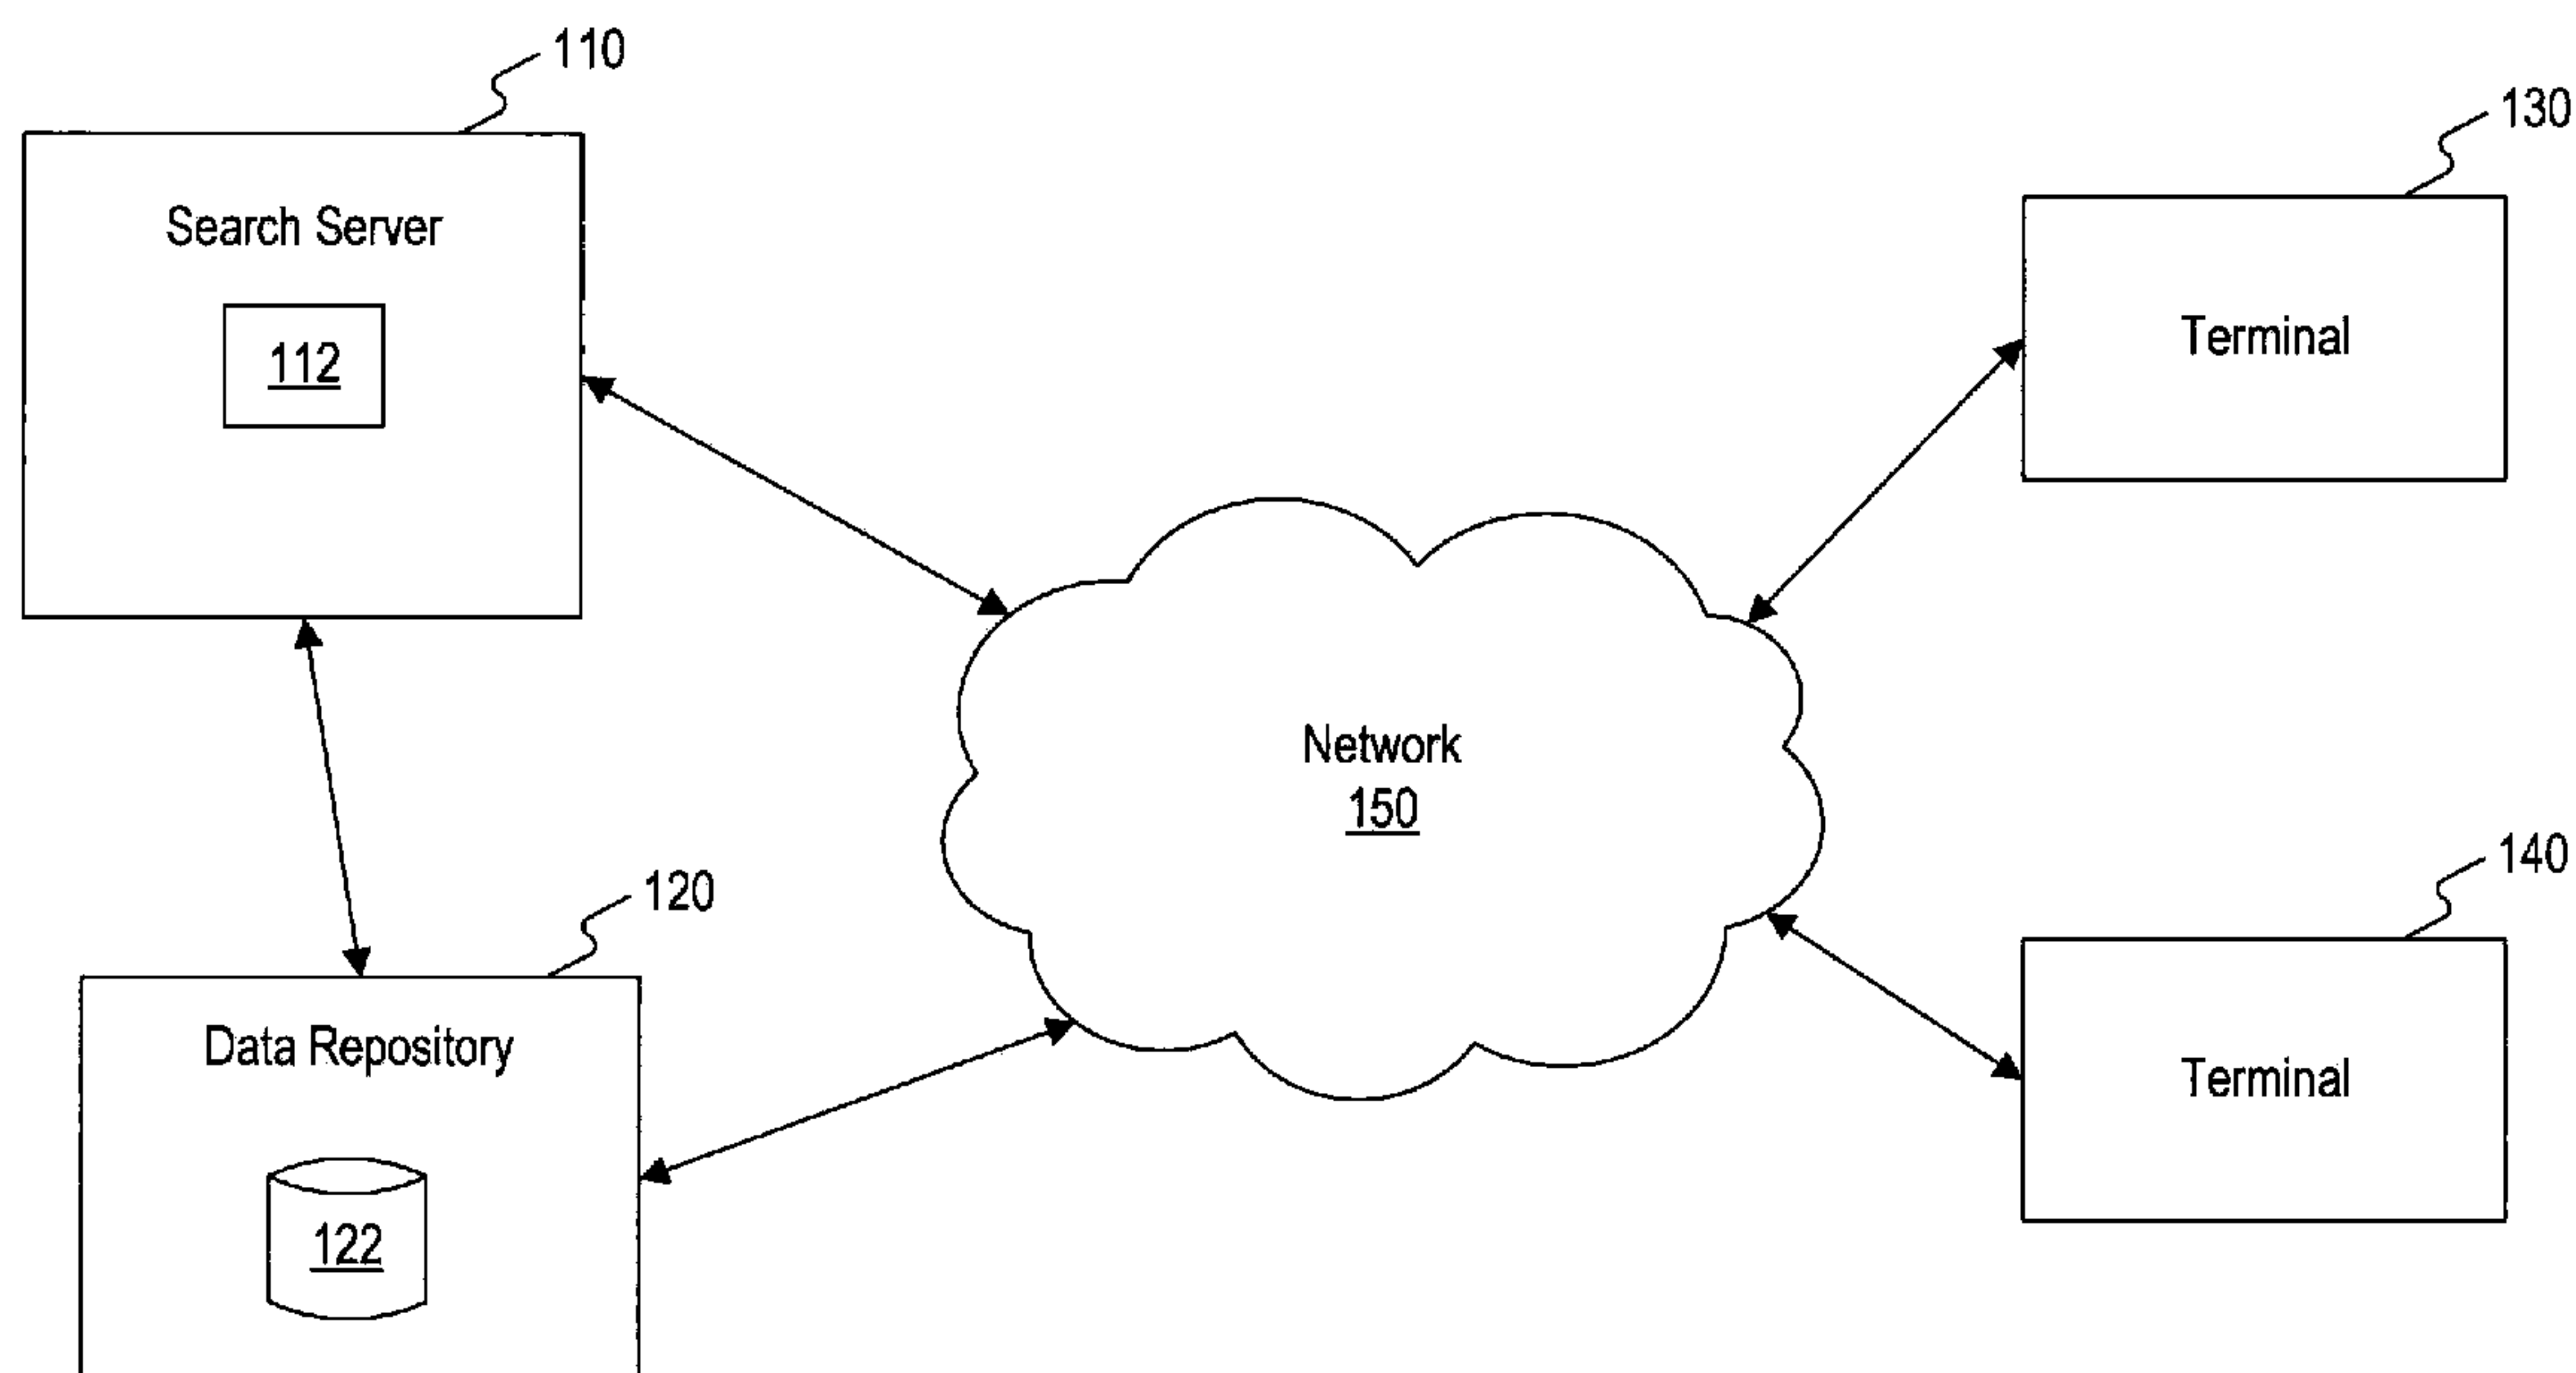 110
Search Server
112
130
Terminal
Network
150
120
Data Repository
122
140
Terminal